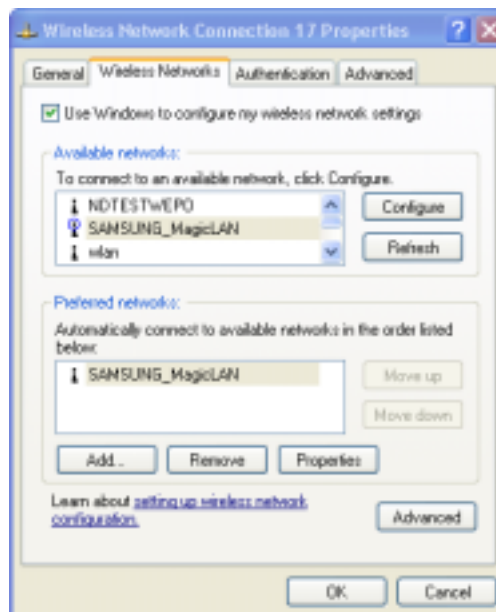 Wireless Network Connection 17 Properties
General Wireless Networks Authentication Advanced
Use Windows to configure my wireless network settings
Available networks:
To connect to an available network, click Configure.
NDTESTWEP0
SAMSUNG_MagicLAN
wlan
Configure
Refresh
Preferred networks:
Automatically connect to available networks in the order listed
below:
SAMSUNG_MagicLAN
Move up
Move down
Add... Remove Properties
Learn about setting up wireless network
configuration.
Advanced
OK Cancel